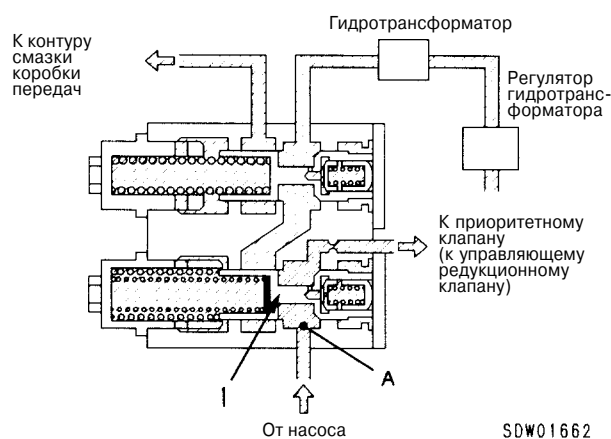 Гидротрансформатор
К контуру
смазки
коробки
передач
Регулятор
гидротранс-
форматора
К приоритетному
клапану
(к управляющему
редукционному
клапану)
1
A
От насоса
SDW01662